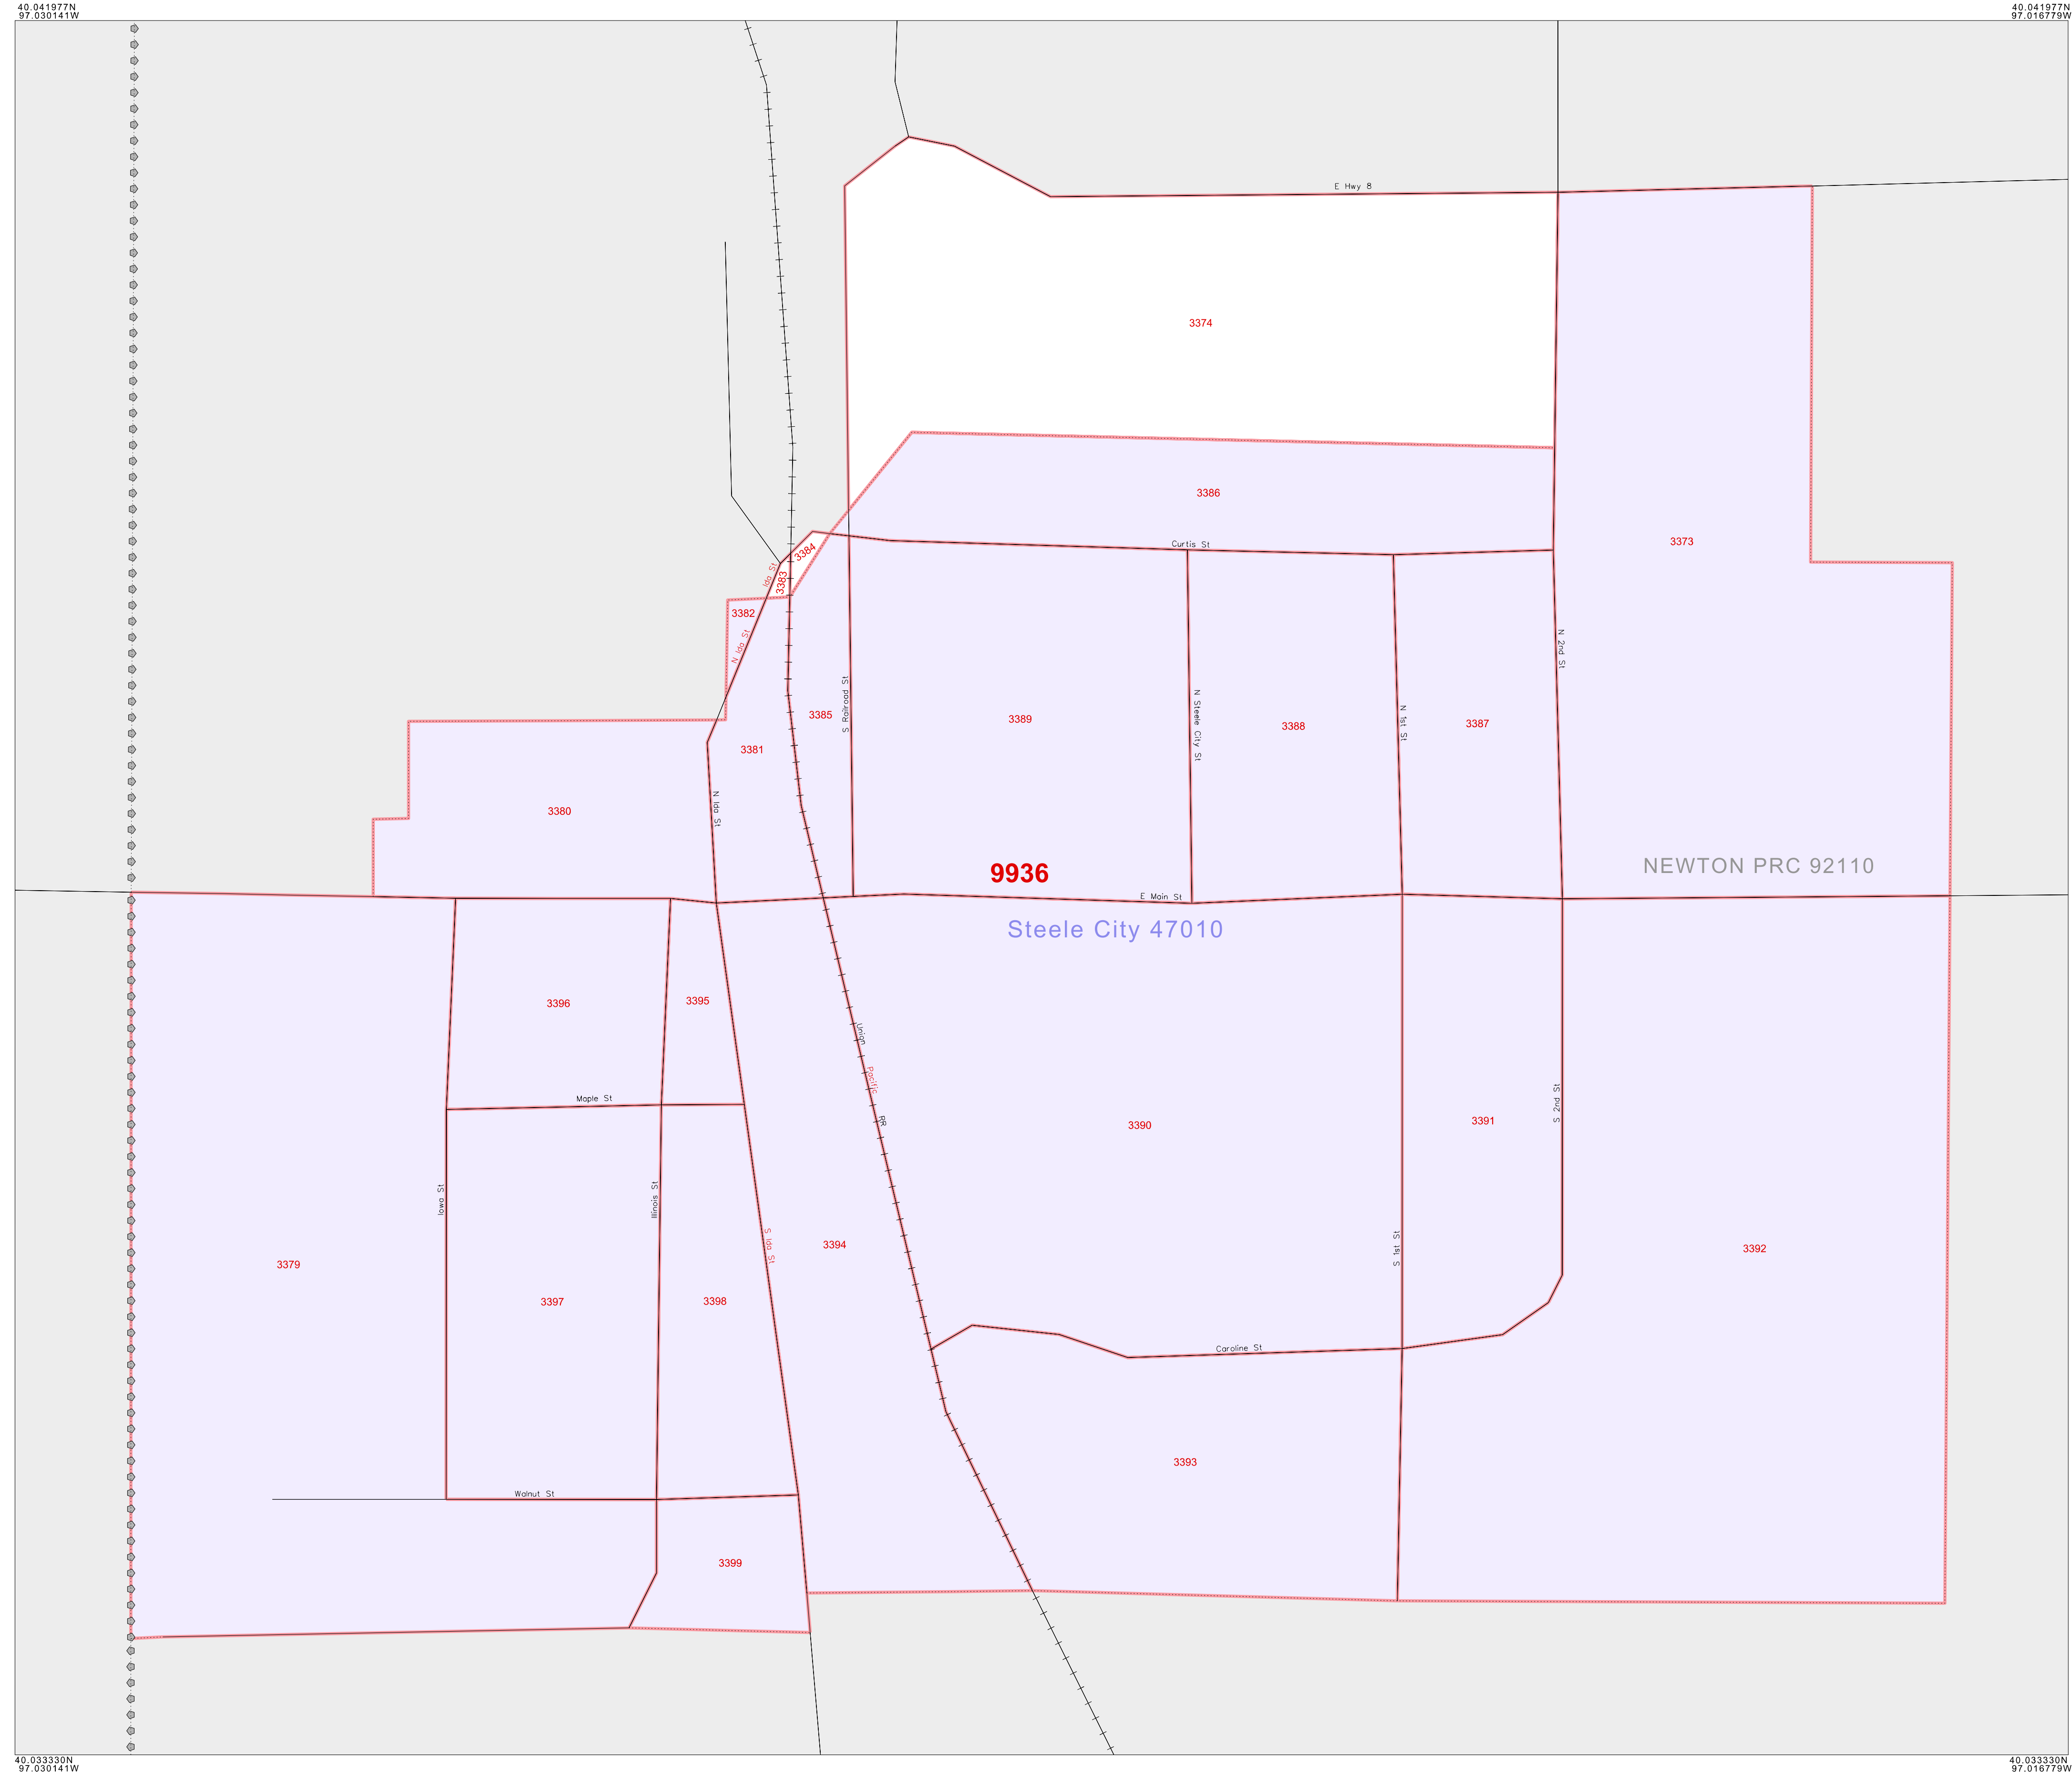 40.041977N
97.030141W
40.041977N
97.016779W
E Hwy 8
3374
3386
3373
Curtis St
3384
Ida St
3383
3382
N Ida St
N 2nd St
S Railroad St
3385
3389
N Steele City St
3388
N 1st St
3387
3381
3380
N Ida St
9936
NEWTON PRC 92110
E Main St
Steele City 47010
3396
3395
Union
Pacific
RR
Maple St
3390
3391
S 2nd St
Iowa St
Illinois St
S Ida St
3394
S 1st St
3392
3379
3397
3398
Caroline St
3393
Walnut St
3399
40.033330N
97.030141W
40.033330N
97.016779W